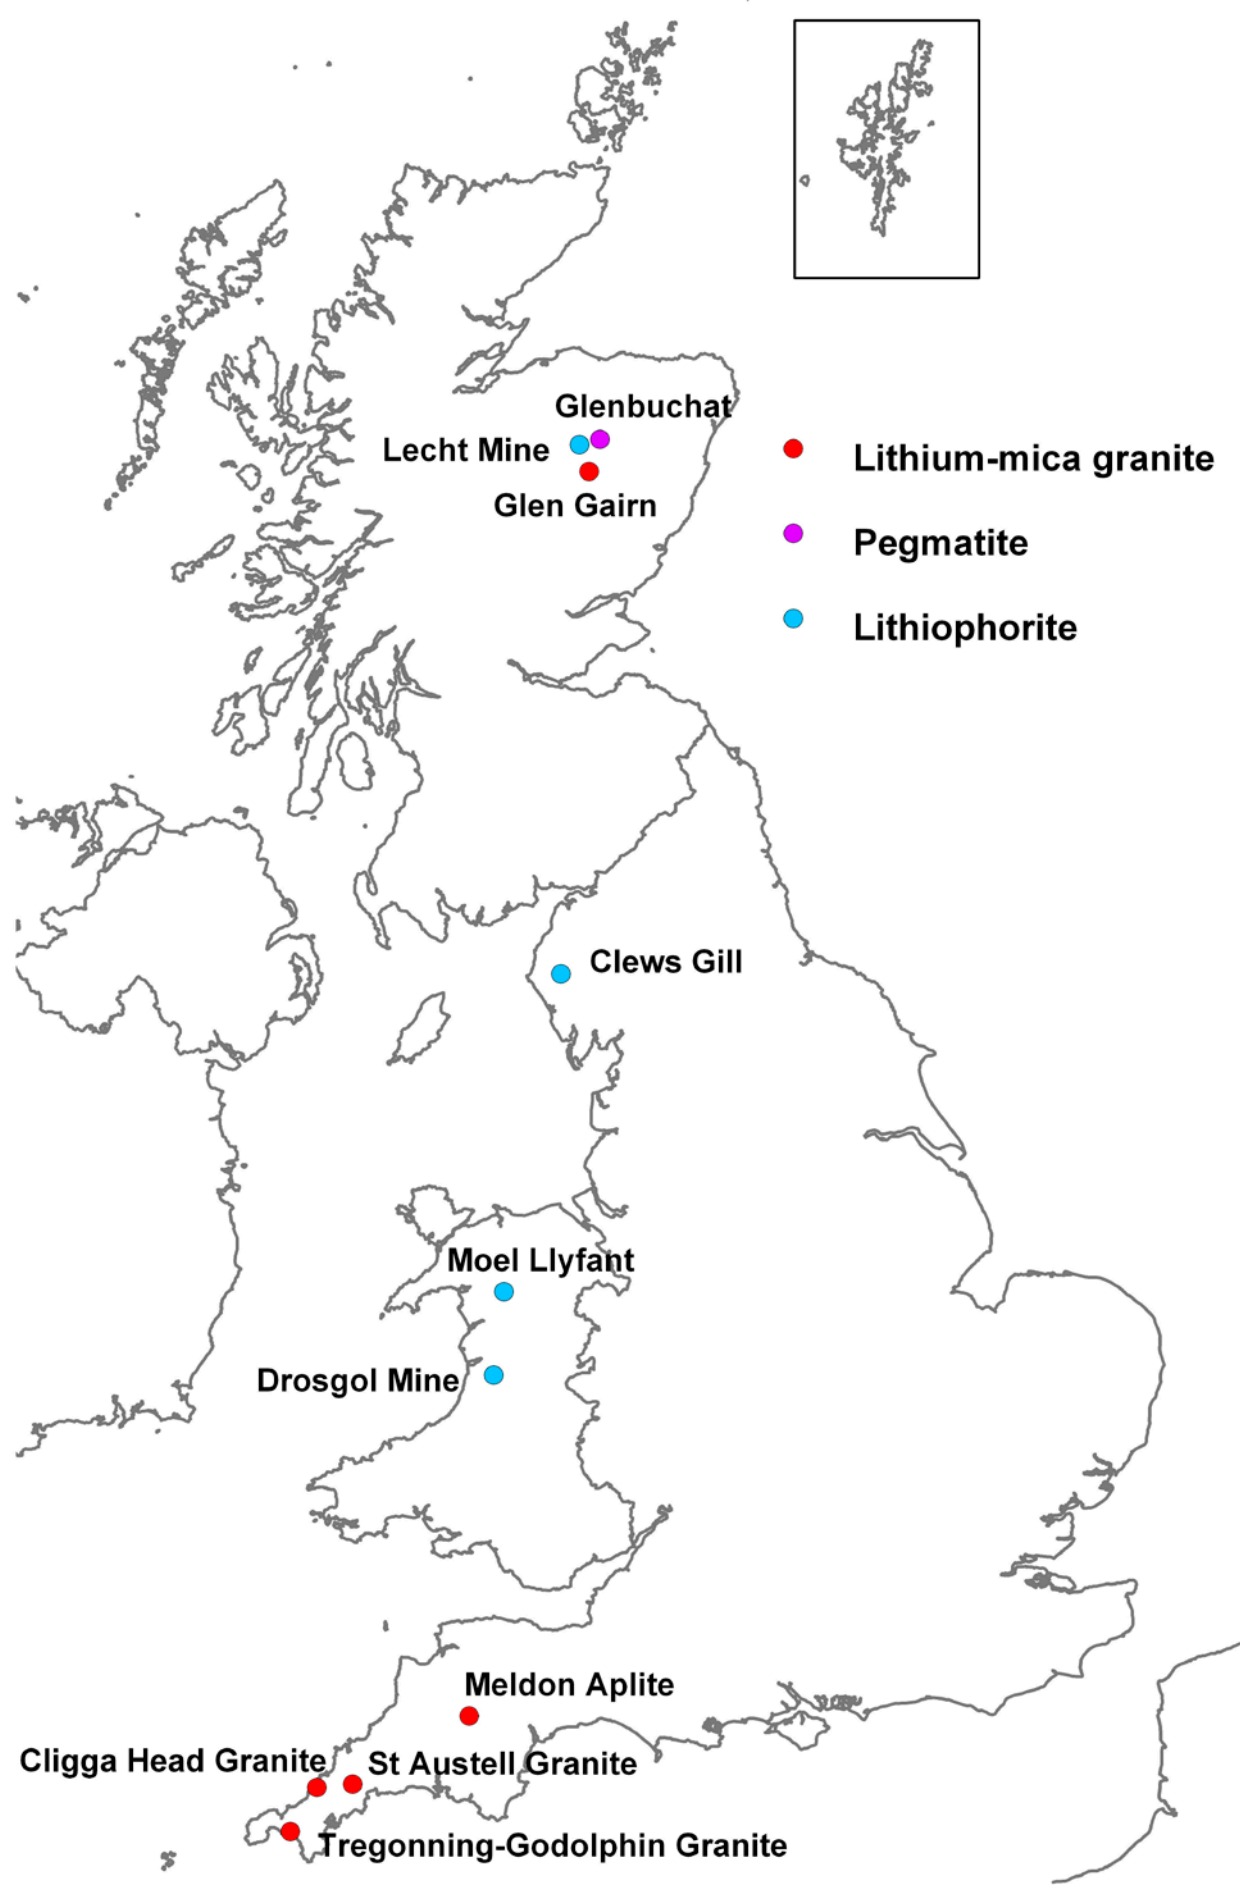 Glenbuchat
Lecht Mine
Glen Gairn
Lithium-mica granite
Pegmatite
Lithiophorite
Clews Gill
Moel Llyfant
Drosgol Mine
Meldon Aplite
Cligga Head Granite
St Austell Granite
Tregonning-Godolphin Granite